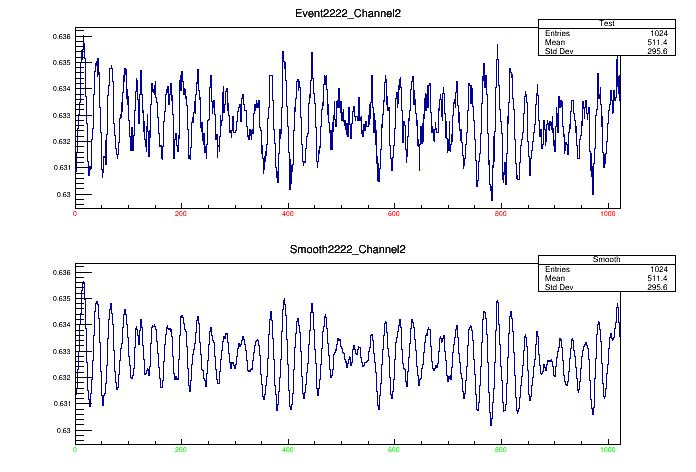 Event2222_Channel2
Test
Entries 1024
Mean 511.4
Std Dev 295.6
0.636
0.635
0.634
0.633
0.632
0.631
0.63
0 200 400 600 800 1000
Smooth2222_Channel2
Smooth
Entries 1024
Mean 511.4
Std Dev 295.6
0.636
0.635
0.634
0.633
0.632
0.631
0.63
0 200 400 600 800 1000